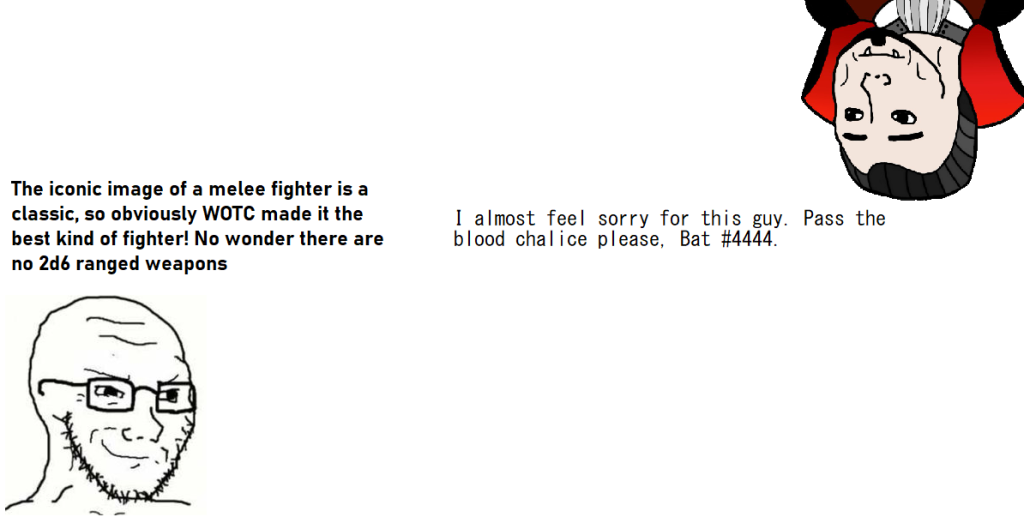 The iconic image of a melee fighter is a
classic, so obviously WOTC made it the
best kind of fighter! No wonder there are
no 2d6 ranged weapons
I almost feel sorry for this guy. Pass the
blood chalice please, Bat #4444.